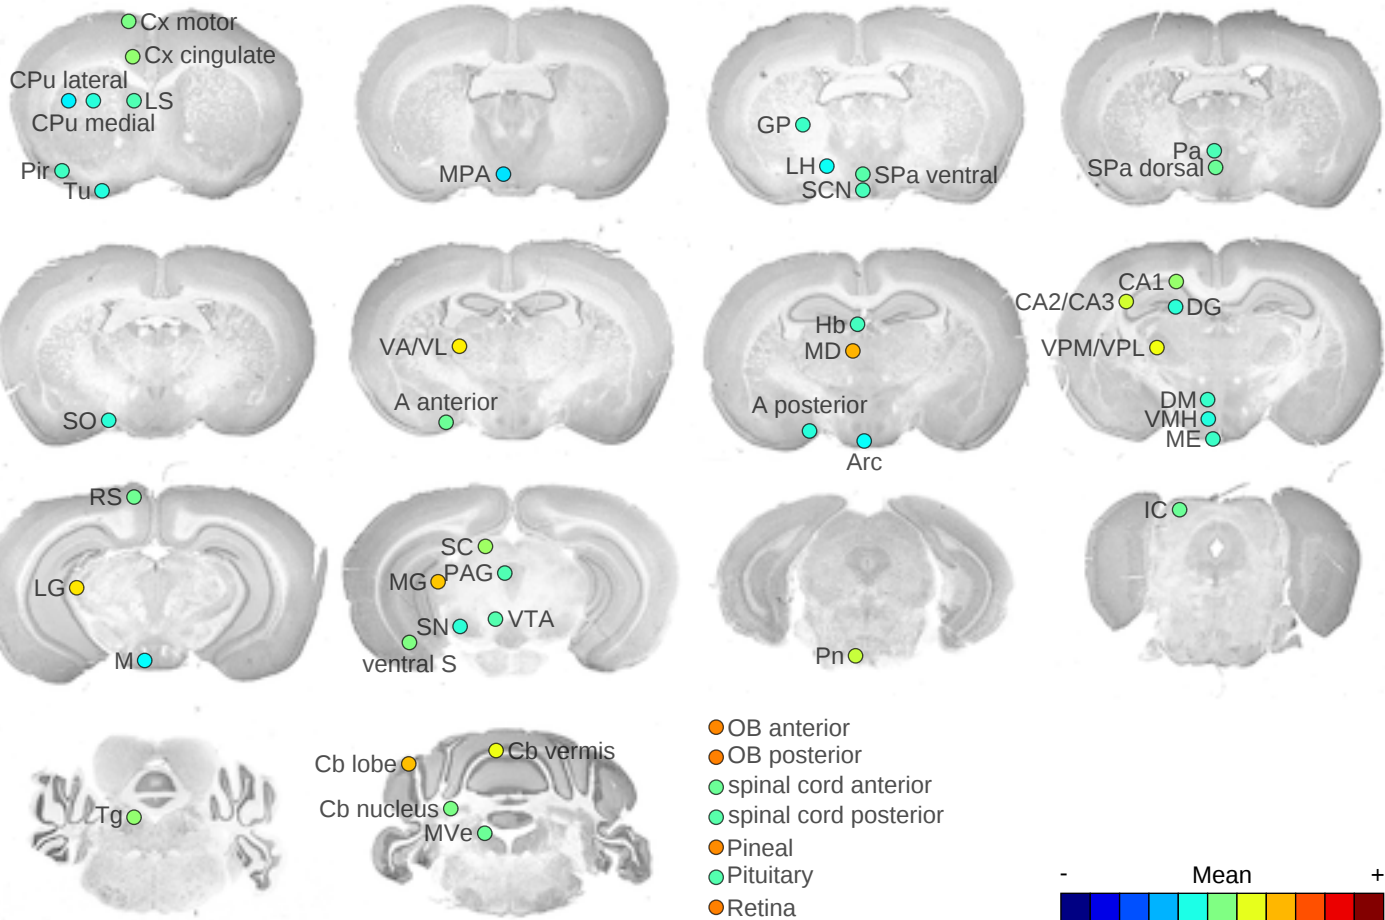 Cx motor
Cx cingulate
CPu lateral
LS
CPu medial
Pir
Tu
MPA
GP
LH
SPa ventral
SCN
Pa
SPa dorsal
SO
VA/VL
A anterior
Hb
MD
A posterior
Arc
CA1
CA2/CA3
DG
VPM/VPL
DM
VMH
ME
RS
LG
M
SC
MG
PAG
SN
VTA
ventral S
Pn
IC
Tg
Cb lobe
Cb vermis
Cb nucleus
MVe
OB anterior
OB posterior
spinal cord anterior
spinal cord posterior
Pineal
Pituitary
Retina
- Mean +